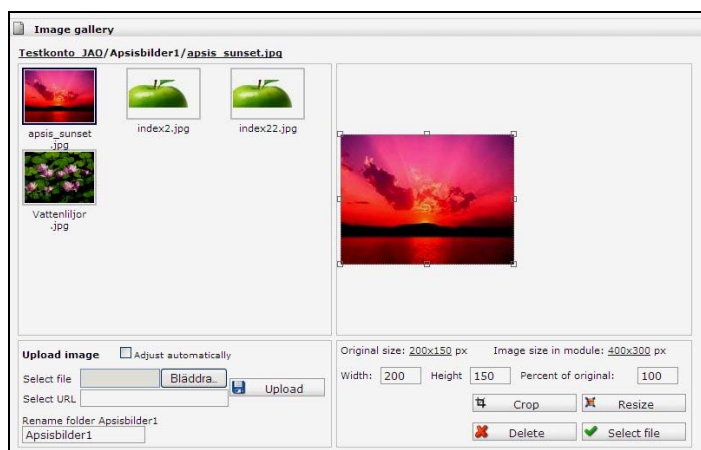 Image gallery
Testkonto JAO/Apsisbilder1/apsis_sunset.jpg
apsis_sunset
.jpg
index2.jpg
index22.jpg
Vattenliljor
.jpg
Upload image
Adjust automatically
Select file
Bläddra..
Upload
Select URL
Rename folder Apsisbilder1
Apsisbilder1
Original size: 200x150 px
Image size in module: 400x300 px
Width: 200 Height 150 Percent of original: 100
Crop
Resize
Delete
Select file